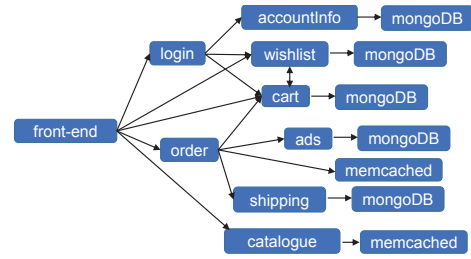 accountInfo mongoDB
login wishlist mongoDB
cart mongoDB
front-end
order ads mongoDB
memcached
shipping mongoDB
catalogue memcached